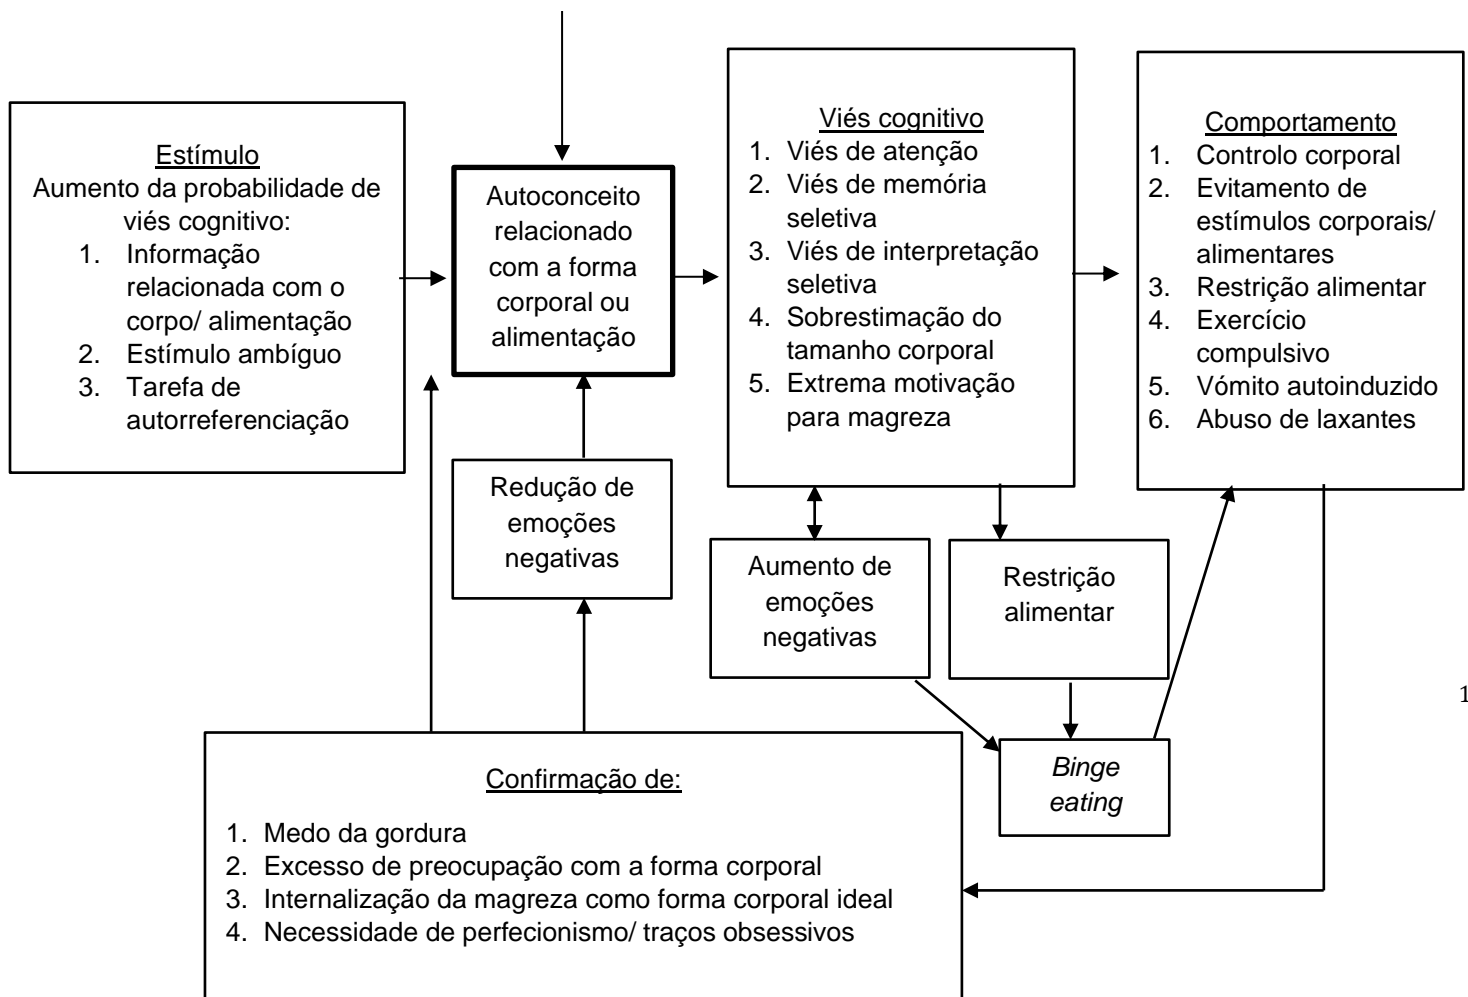 Estímulo
Aumento da probabilidade de
viés cognitivo:
1. Informação
relacionada com o
corpo/ alimentação
2. Estímulo ambíguo
3. Tarefa de
autorreferenciação
Autoconceito
relacionado
com a forma
corporal ou
alimentação
Viés cognitivo
1. Viés de atenção
2. Viés de memória
seletiva
3. Viés de interpretação
seletiva
4. Sobrestimação do
tamanho corporal
5. Extrema motivação
para magreza
Comportamento
1. Controlo corporal
2. Evitamento de
estímulos corporais/
alimentares
3. Restrição alimentar
4. Exercício
compulsivo
5. Vómito autoinduzido
6. Abuso de laxantes
Redução de
emoções
negativas
Aumento de
emoções
negativas
Restrição
alimentar
Binge
eating
1
Confirmação de:
1. Medo da gordura
2. Excesso de preocupação com a forma corporal
3. Internalização da magreza como forma corporal ideal
4. Necessidade de perfecionismo/ traços obsessivos